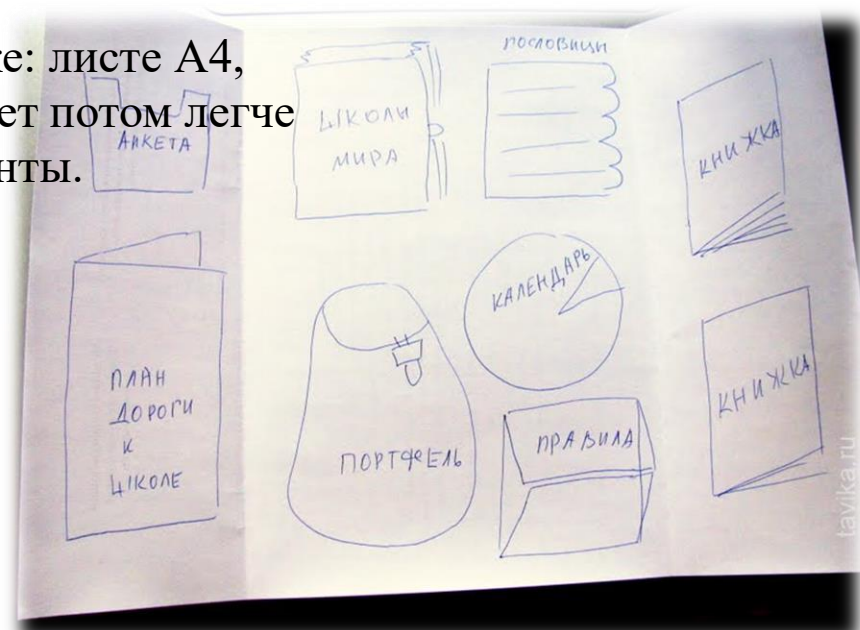 ке: листе А4,
ет потом легче
нты.
АНКЕТА
ШКОЛЫ
МИРА
ПОСЛОВИЦЫ
КНИЖКА
ПЛАН
ДОРОГИ
К
ШКОЛЕ
ПОРТФЕЛЬ
КАЛЕНДАРЬ
ПРАВИЛА
КНИЖКА
tavika.ru